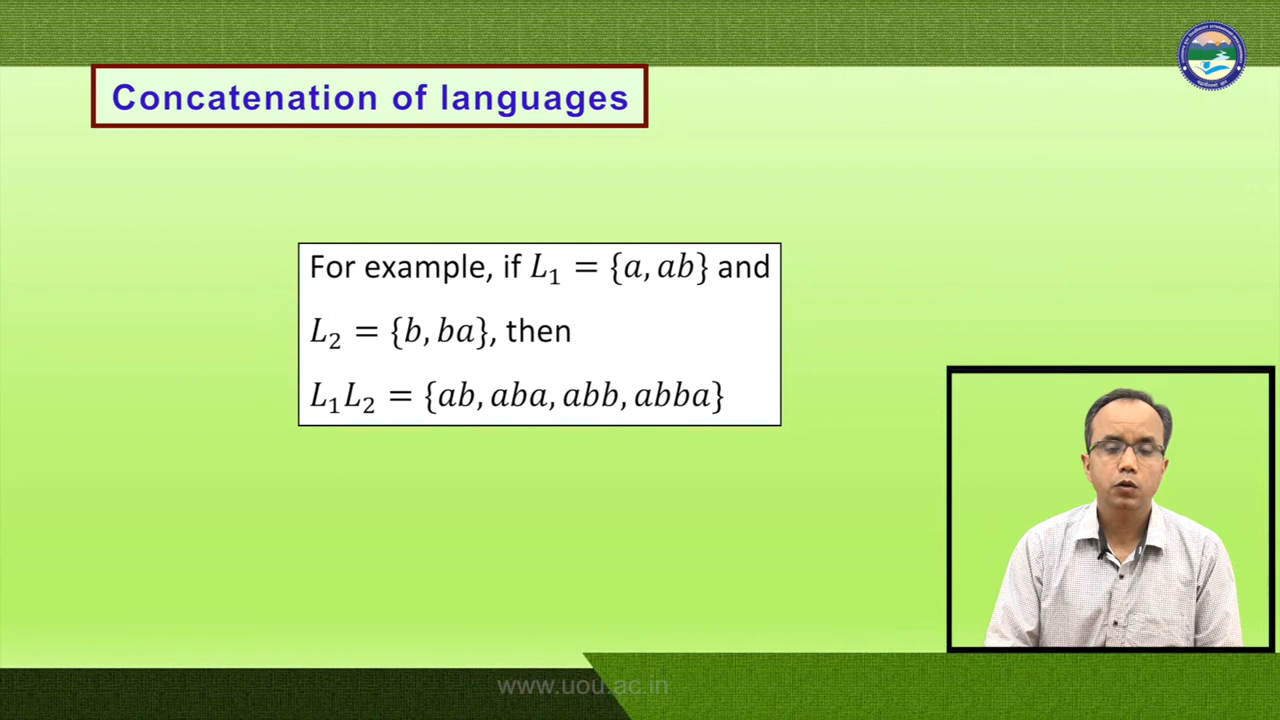 Concatenation of languages
For example, if L₁ = {a, ab} and
L₂ = {b, ba}, then
L₁L₂ = {ab, aba, abb, abba}
www.uou.ac.in